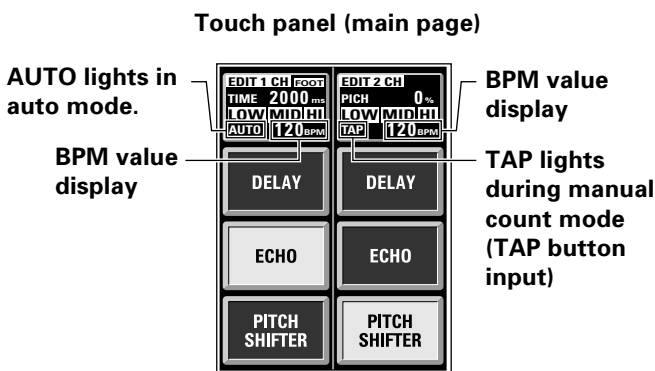 Touch panel (main page)
AUTO lights in
auto mode.
BPM value
display
EDIT 1 CH FOOT
TIME 2000 ms
LOW MID HI
AUTO 120 BPM
DELAY
ECHO
PITCH
SHIFTER
EDIT 2 CH
PICH 0 %
LOW MID HI
TAP 120 BPM
DELAY
ECHO
PITCH
SHIFTER
BPM value
display
TAP lights
during manual
count mode
(TAP button
input)